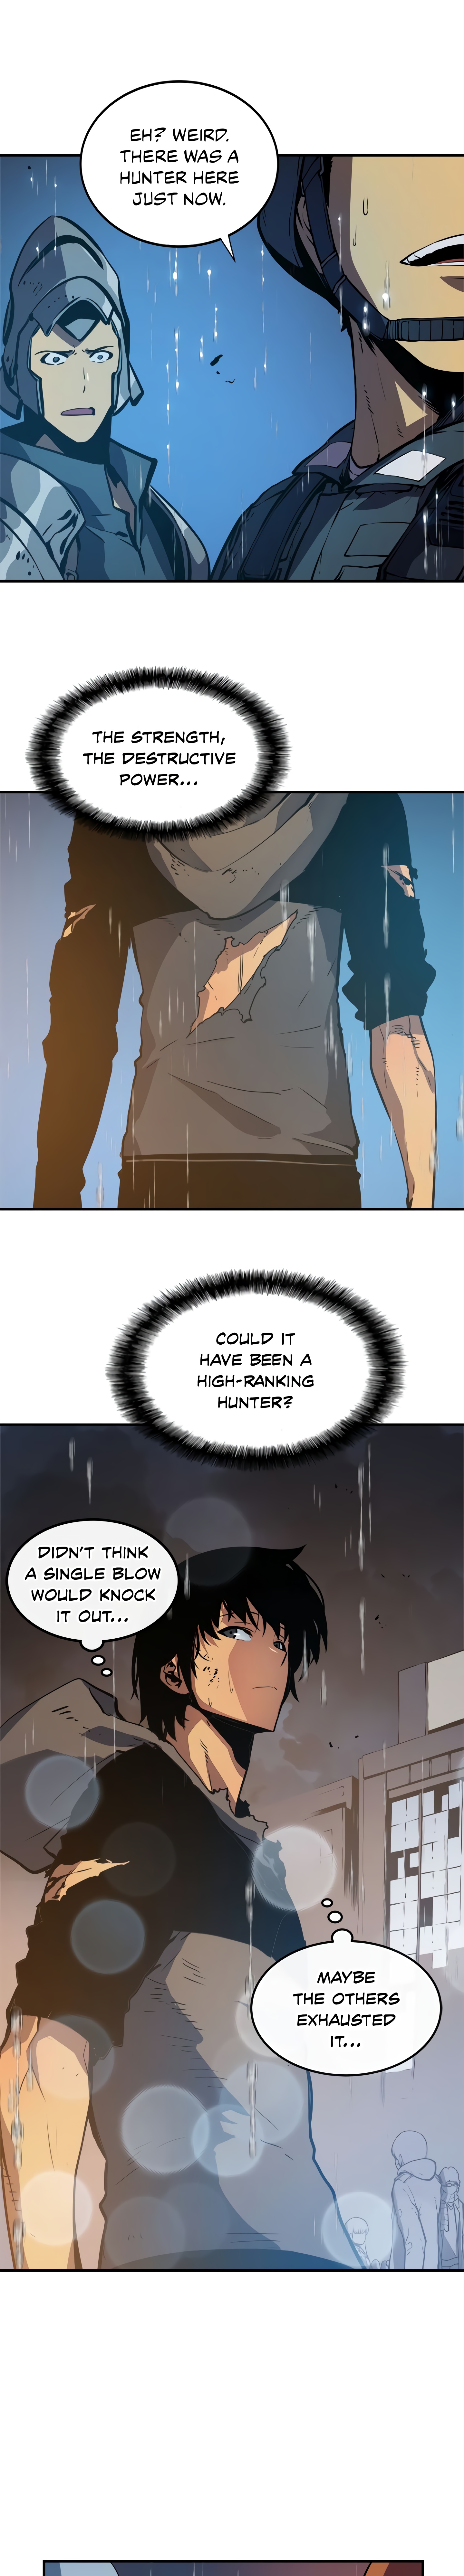 EH? WEIRD.
THERE WAS A
HUNTER HERE
JUST NOW.
THE STRENGTH,
THE DESTRUCTIVE
POWER...
COULD IT
HAVE BEEN A
HIGH-RANKING
HUNTER?
DIDN'T THINK
A SINGLE BLOW
WOULD KNOCK
IT OUT...
MAYBE
THE OTHERS
EXHAUSTED
IT...